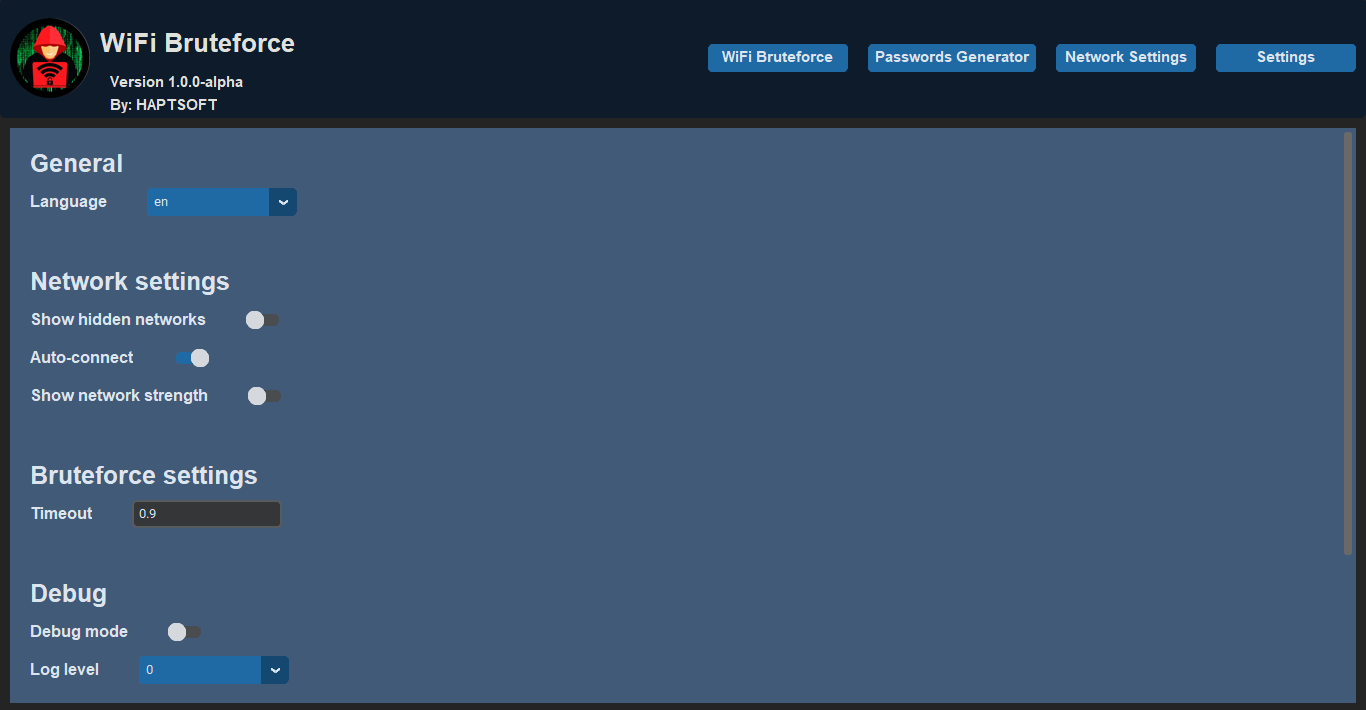 WiFi Bruteforce
Version 1.0.0-alpha
By: HAPTSOFT
WiFi Bruteforce
Passwords Generator
Network Settings
Settings
General
Language
en
Network settings
Show hidden networks
Auto-connect
Show network strength
Bruteforce settings
Timeout
0.9
Debug
Debug mode
Log level
0